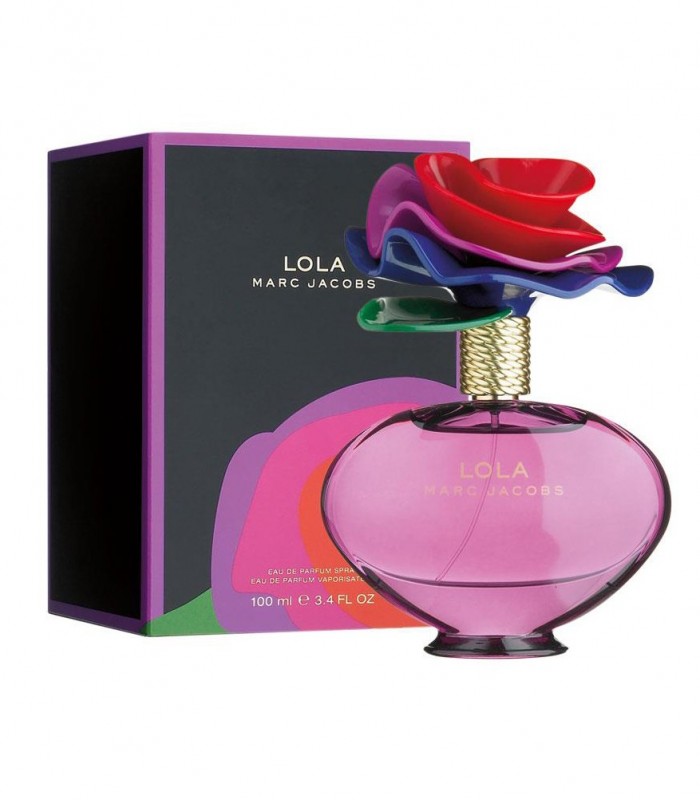 LOLA
MARC JACOBS
EAU DE PARFUM SPRAY
EAU DE PARFUM VAPORISAT
100 ml ℮ 3.4 FL OZ
LOLA
MARC JACOBS